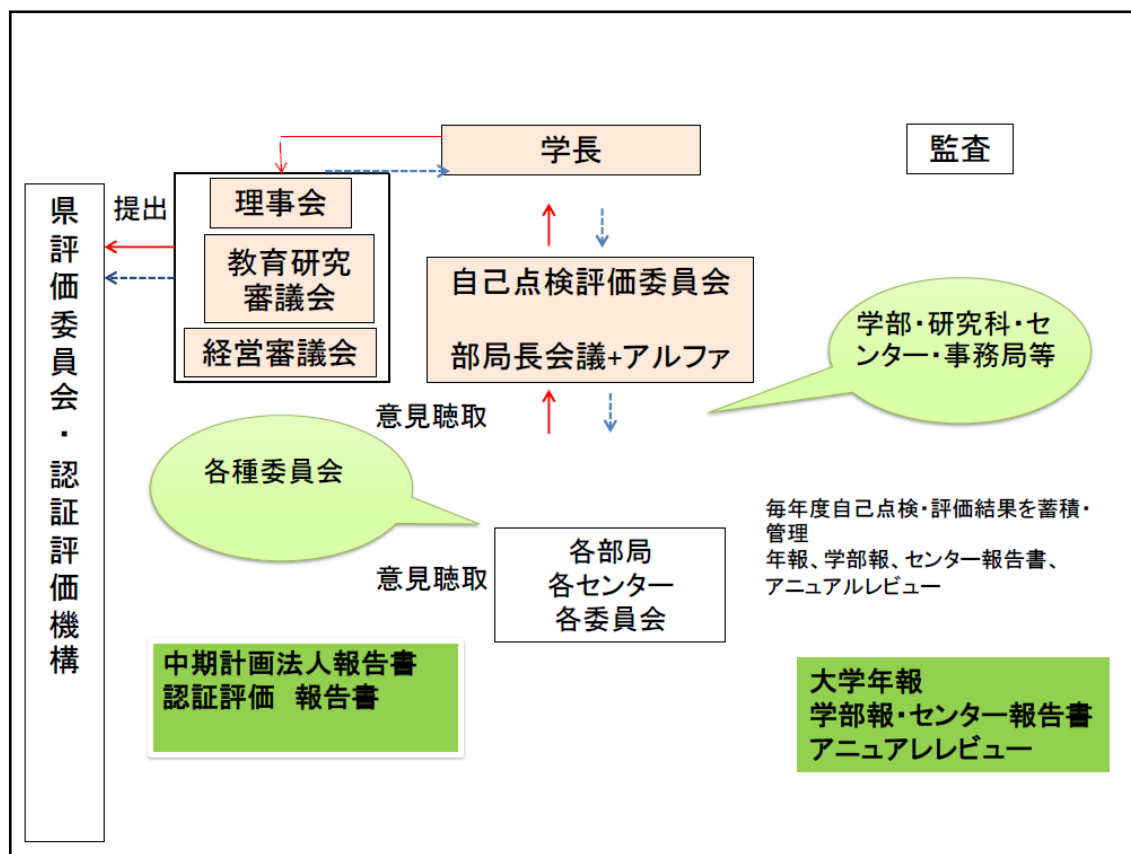 学長
監査
県評価委員会・認証評価機構
提出
理事会
教育研究
審議会
経営審議会
自己点検評価委員会
部局長会議+アルファ
学部・研究科・セ
ンター・事務局等
意見聴取
各種委員会
毎年度自己点検・評価結果を蓄積・
管理
年報、学部報、センター報告書、
アニュアルレビュー
意見聴取
各部局
各センター
各委員会
中期計画法人報告書
認証評価　報告書
大学年報
学部報・センター報告書
アニュアレレビュー